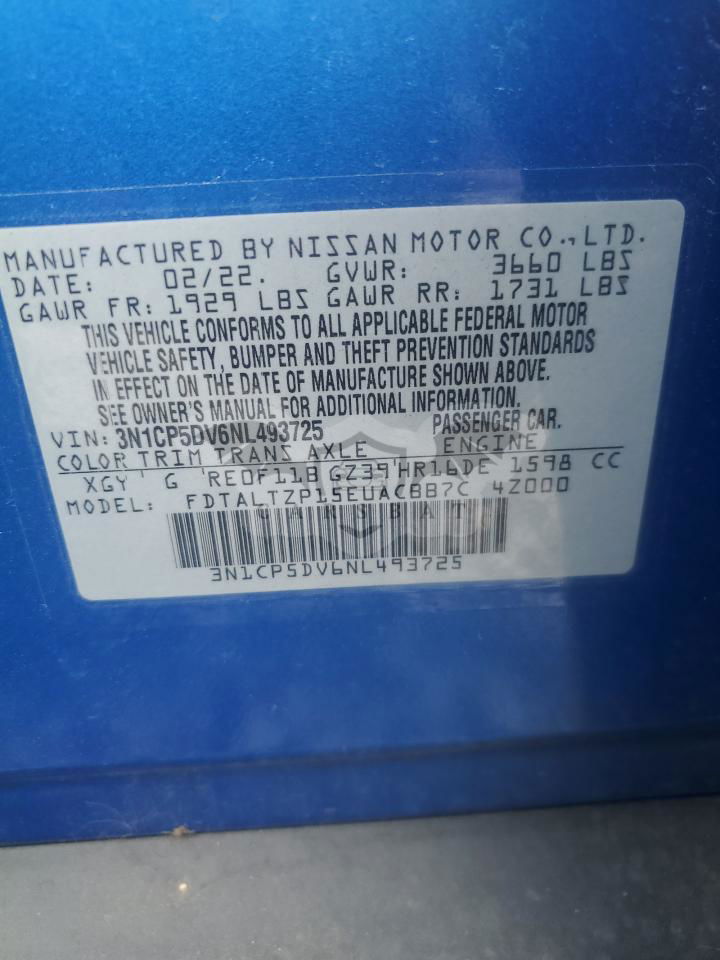 MANUFACTURED BY NISSAN MOTOR CO., LTD.
DATE: 02/22. GVWR: 3660 LBS
GAWR FR: 1929 LBS GAWR RR: 1731 LBS
THIS VEHICLE CONFORMS TO ALL APPLICABLE FEDERAL MOTOR
VEHICLE SAFETY, BUMPER AND THEFT PREVENTION STANDARDS
IN EFFECT ON THE DATE OF MANUFACTURE SHOWN ABOVE.
SEE OWNER'S MANUAL FOR ADDITIONAL INFORMATION.
VIN: 3N1CP5DV6NL493725 PASSENGER CAR.
COLOR TRIM TRANS AXLE ENGINE
XGY G RE0F11B GZ39 HR16DE 1598 CC
MODEL: FDTALTZP15EUACBB7C 4Z000
CARSBAT
3N1CP5DV6NL493725